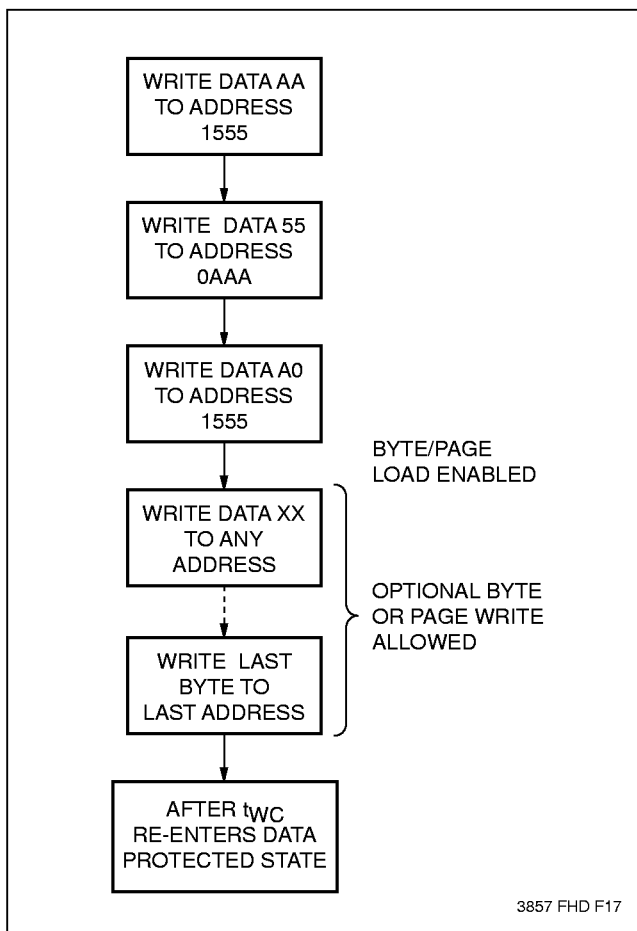 WRITE DATA AA
TO ADDRESS
1555
WRITE DATA 55
TO ADDRESS
0AAA
WRITE DATA A0
TO ADDRESS
1555
BYTE/PAGE
LOAD ENABLED
WRITE DATA XX
TO ANY
ADDRESS
OPTIONAL BYTE
OR PAGE WRITE
ALLOWED
WRITE LAST
BYTE TO
LAST ADDRESS
AFTER tWC
RE-ENTERS DATA
PROTECTED STATE
3857 FHD F17